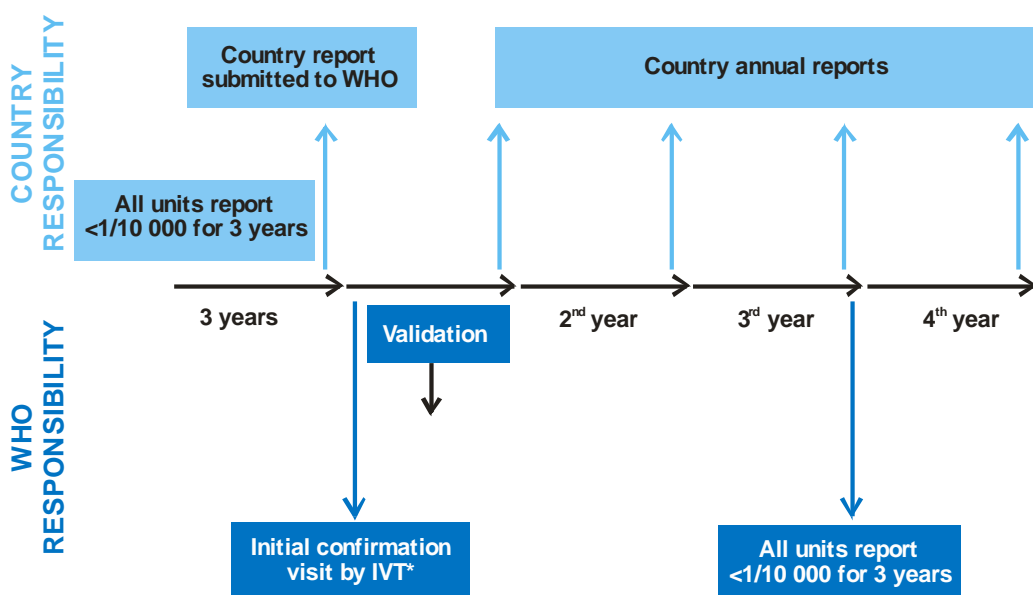 COUNTRY
RESPONSIBILITY
Country report
submitted to WHO
Country annual reports
All units report
<1/10 000 for 3 years
3 years
Validation
2nd year
3rd year
4th year
WHO
RESPONSIBILITY
Initial confirmation
visit by IVT*
All units report
<1/10 000 for 3 years